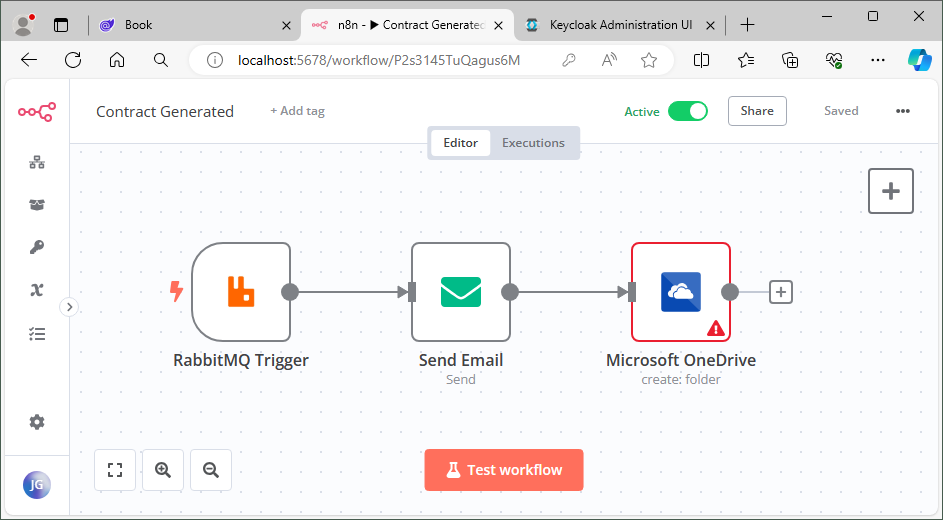 Book
n8n - ▶ Contract Generated
Keycloak Administration UI
localhost:5678/workflow/P2s3145TuQagus6M
Contract Generated
+ Add tag
Active
Share
Saved
Editor
Executions
RabbitMQ Trigger
Send Email
Send
Microsoft OneDrive
create: folder
Test workflow
JG